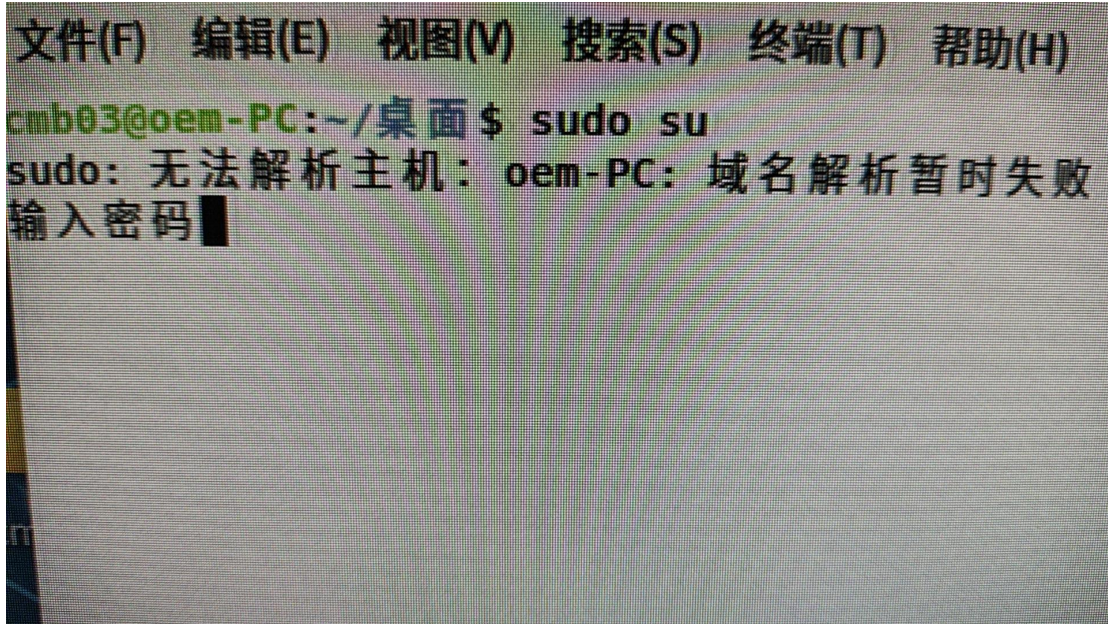 文件(F) 编辑(E) 视图(V) 搜索(S) 终端(T) 帮助(H)
cmb03@oem-PC:~/桌面$ sudo su
sudo: 无法解析主机: oem-PC: 域名解析暂时失败
输入密码